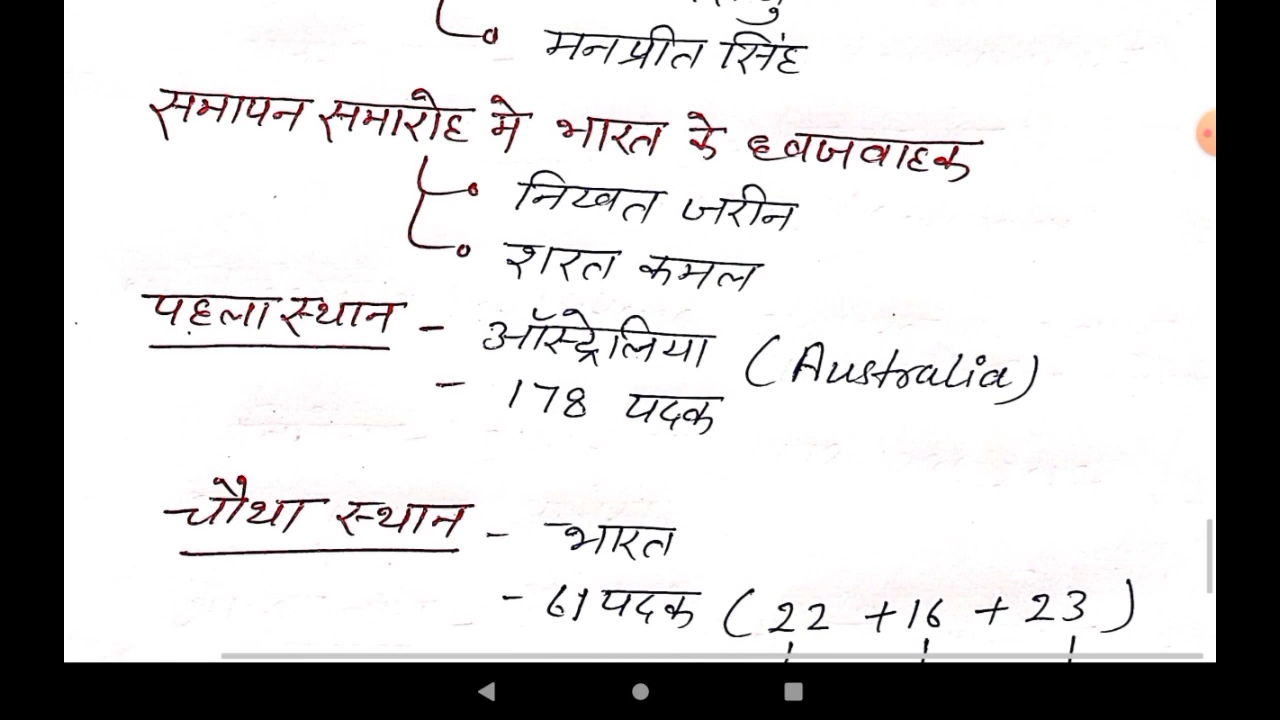 मनप्रीत सिंह
समापन समारोह मे भारत के ध्वजवाहक
निखत जरीन
शरत कमल
पहला स्थान - ऑस्ट्रेलिया (Australia)
- 178 पदक
चौथा स्थान - भारत
- 61 पदक (22 + 16 + 23)